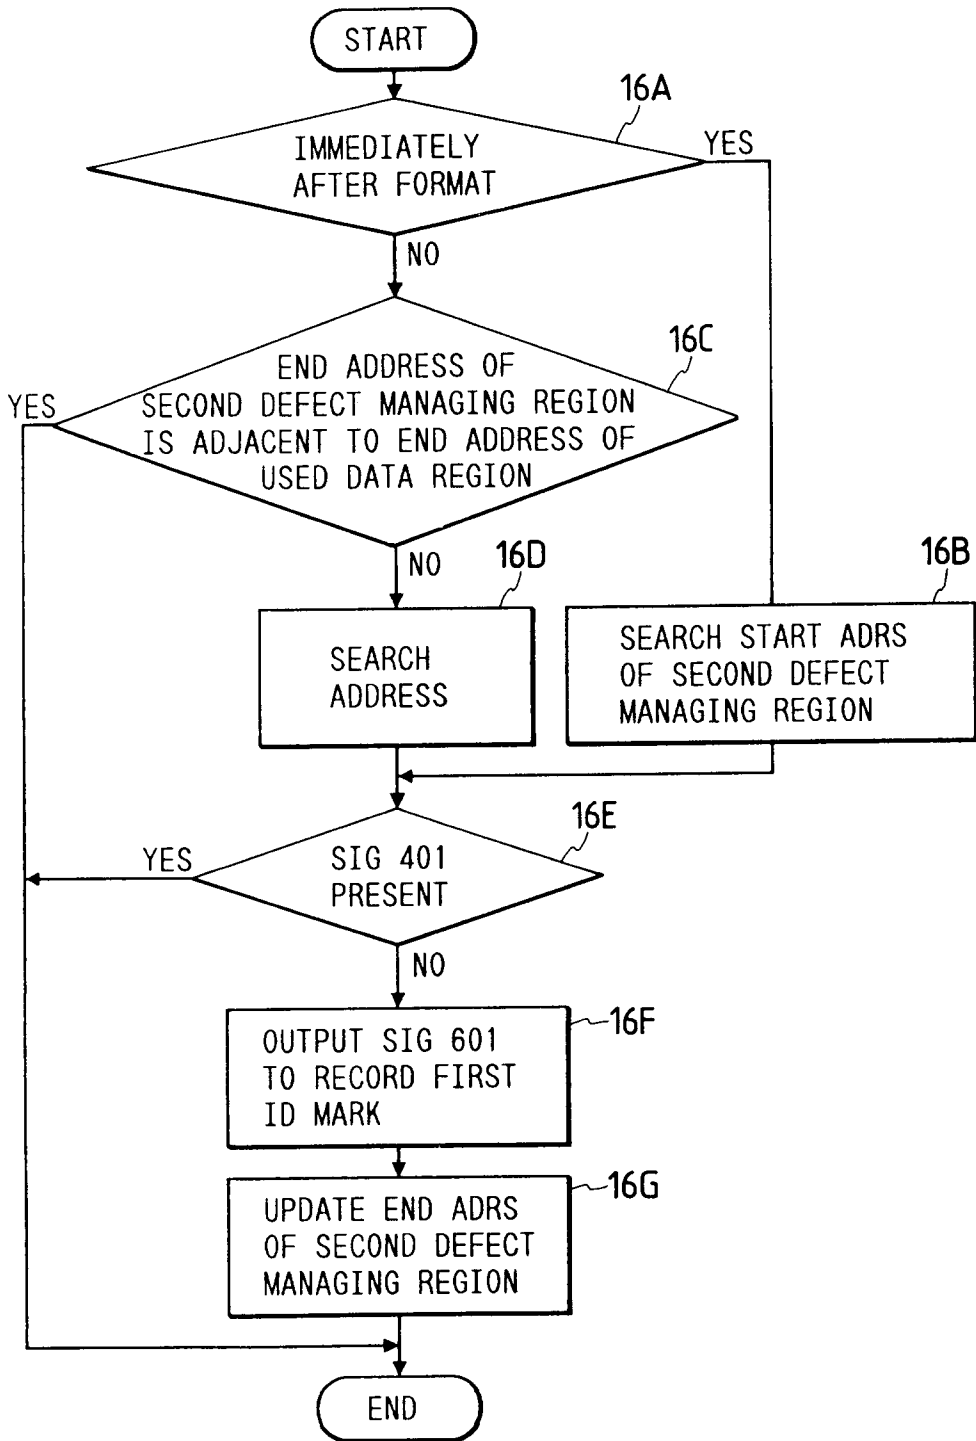 START
16A
IMMEDIATELY
AFTER FORMAT
YES
NO
16C
END ADDRESS OF
SECOND DEFECT MANAGING REGION
IS ADJACENT TO END ADDRESS OF
USED DATA REGION
YES
NO
16D
SEARCH
ADDRESS
16B
SEARCH START ADRS
OF SECOND DEFECT
MANAGING REGION
16E
YES
SIG 401
PRESENT
NO
16F
OUTPUT SIG 601
TO RECORD FIRST
ID MARK
16G
UPDATE END ADRS
OF SECOND DEFECT
MANAGING REGION
END